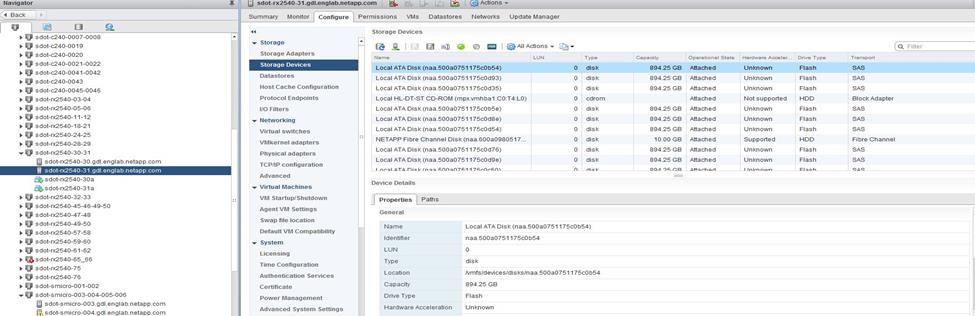 Navigator
Back
sdot-c240-0007-0008
sdot-c240-0019
sdot-c240-0020
sdot-c240-0021-0022
sdot-c240-0041-0042
sdot-c240-0043
sdot-c240-0045-0046
sdot-rx2540-03-04
sdot-rx2540-05-06
sdot-rx2540-11-12
sdot-rx2540-18-21
sdot-rx2540-24-25
sdot-rx2540-28-29
sdot-rx2540-30-31
sdot-rx2540-30.gdl.englab.netapp.com
sdot-rx2540-31.gdl.englab.netapp.com
sdot-rx2540-30a
sdot-rx2540-31a
sdot-rx2540-32-33
sdot-rx2540-45-46-49-50
sdot-rx2540-47-48
sdot-rx2540-49-50
sdot-rx2540-57-58
sdot-rx2540-59-60
sdot-rx2540-61-62
sdot-rx2540-65_66
sdot-rx2540-75
sdot-rx2540-76
sdot-smicro-001-002
sdot-smicro-003-004-005-006
sdot-smicro-003.gdl.englab.netapp.com
sdot-smicro-004.gdl.englab.netapp.com
sdot-rx2540-31.gdl.englab.netapp.com Actions
Summary Monitor Configure Permissions VMs Datastores Networks Update Manager
Storage
Storage Adapters
Storage Devices
Datastores
Host Cache Configuration
Protocol Endpoints
I/O Filters
Networking
Virtual switches
VMkernel adapters
Physical adapters
TCP/IP configuration
Advanced
Virtual Machines
VM Startup/Shutdown
Agent VM Settings
Swap file location
Default VM Compatibility
System
Licensing
Time Configuration
Authentication Services
Certificate
Power Management
Advanced System Settings
Storage Devices
All Actions Filter
Name LUN Type Capacity Operational State Hardware Acceler... Drive Type Transport
Local ATA Disk (naa.500a0751175c0b54) 0 disk 894.25 GB Attached Unknown Flash SAS
Local ATA Disk (naa.500a0751175c0d93) 0 disk 894.25 GB Attached Unknown Flash SAS
Local ATA Disk (naa.500a0751175c0d35) 0 disk 894.25 GB Attached Unknown Flash SAS
Local HL-DT-ST CD-ROM (mpx.vmhba1:C0:T4:L0) 0 cdrom Attached Not supported HDD Block Adapter
Local ATA Disk (naa.500a0751175c0b5e) 0 disk 894.25 GB Attached Unknown Flash SAS
Local ATA Disk (naa.500a0751175c0d8e) 0 disk 894.25 GB Attached Unknown Flash SAS
Local ATA Disk (naa.500a0751175c0d54) 0 disk 894.25 GB Attached Unknown Flash SAS
NETAPP Fibre Channel Disk (naa.600a0980517... 0 disk 10.00 GB Attached Supported HDD Fibre Channel
Local ATA Disk (naa.500a0751175c0d76) 0 disk 894.25 GB Attached Unknown Flash SAS
Local ATA Disk (naa.500a0751175c0d9e) 0 disk 894.25 GB Attached Unknown Flash SAS
Local ATA Disk 0 disk 894.25 GB Attached Unknown Flash SAS
Device Details
Properties Paths
General
Name Local ATA Disk (naa.500a0751175c0b54)
Identifier naa.500a0751175c0b54
LUN 0
Type disk
Location /vmfs/devices/disks/naa.500a0751175c0b54
Capacity 894.25 GB
Drive Type Flash
Hardware Acceleration Unknown